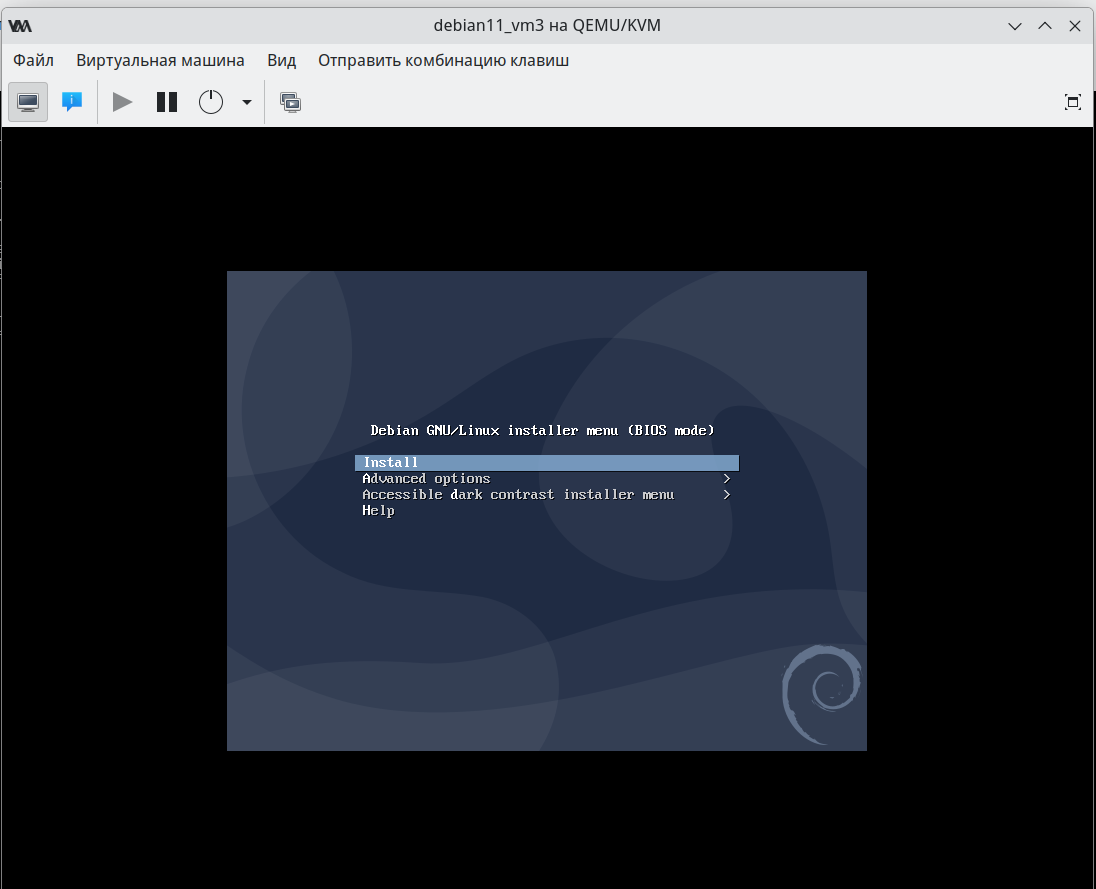 debian11_vm3 на QEMU/KVM
Файл Виртуальная машина Вид Отправить комбинацию клавиш
Debian GNU/Linux installer menu (BIOS mode)
Install
Advanced options >
Accessible dark contrast installer menu >
Help